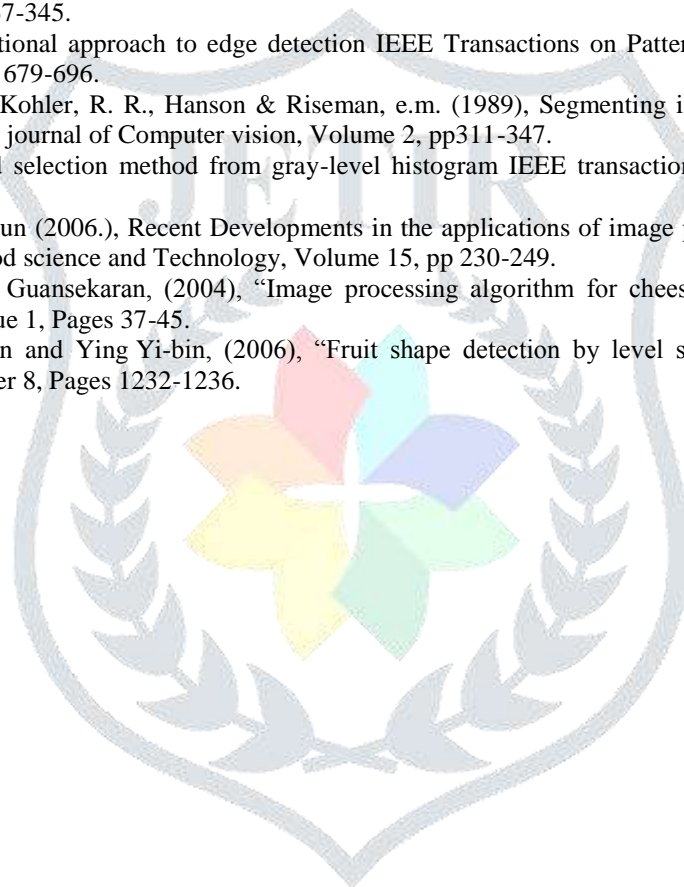 7-345.
tional approach to edge detection IEEE Transactions on Patter
679-696.
Kohler, R. R., Hanson & Riseman, e.m. (1989), Segmenting i
journal of Computer vision, Volume 2, pp311-347.
l selection method from gray-level histogram IEEE transaction
un (2006.), Recent Developments in the applications of image p
od science and Technology, Volume 15, pp 230-249.
Guansekaran, (2004), “Image processing algorithm for chees
ue 1, Pages 37-45.
n and Ying Yi-bin, (2006), “Fruit shape detection by level s
er 8, Pages 1232-1236.
JETIR